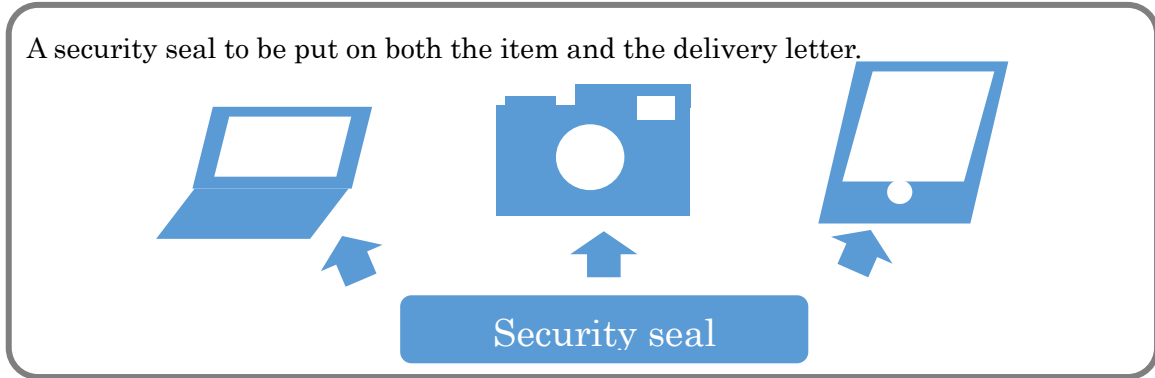 A security seal to be put on both the item and the delivery letter.
Security seal